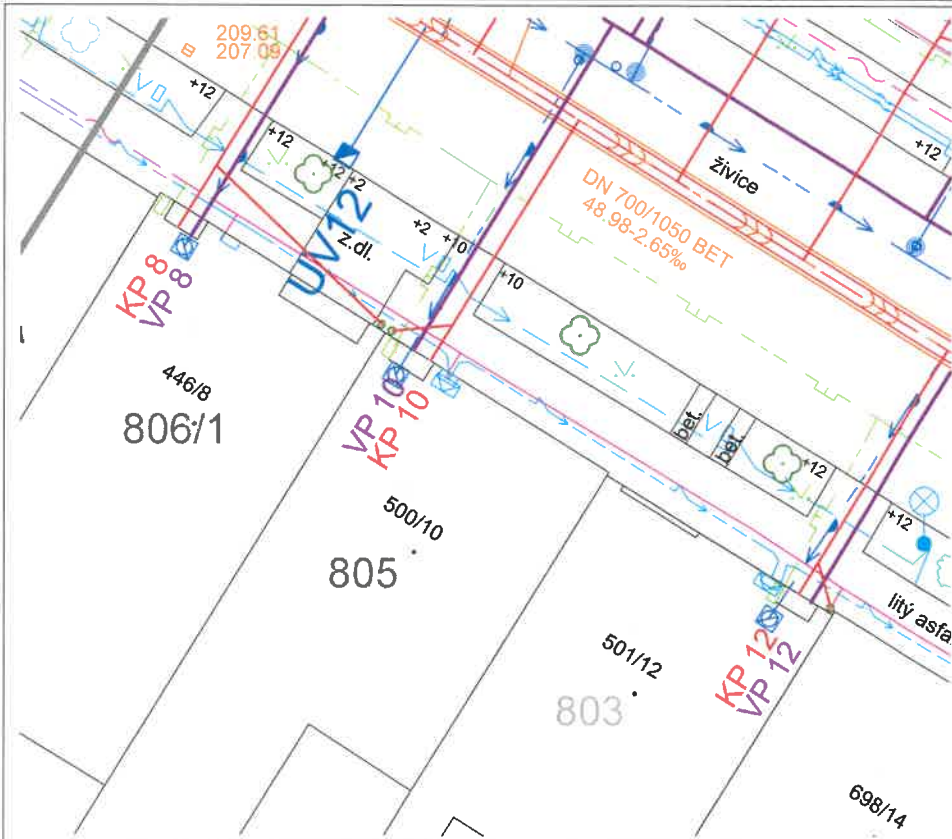 209.61
207.09
+12
+12
+12
+2
UV12
z.dl.
+2
+10
+10
živice
+12
DN 700/1050 BET
48.98-2.65‰
KP 8
VP 8
446/8
806/1
VP 10
KP 10
500/10
805
bet.
bet.
+12
+12
litý asfa
501/12
803
KP 12
VP 12
698/14